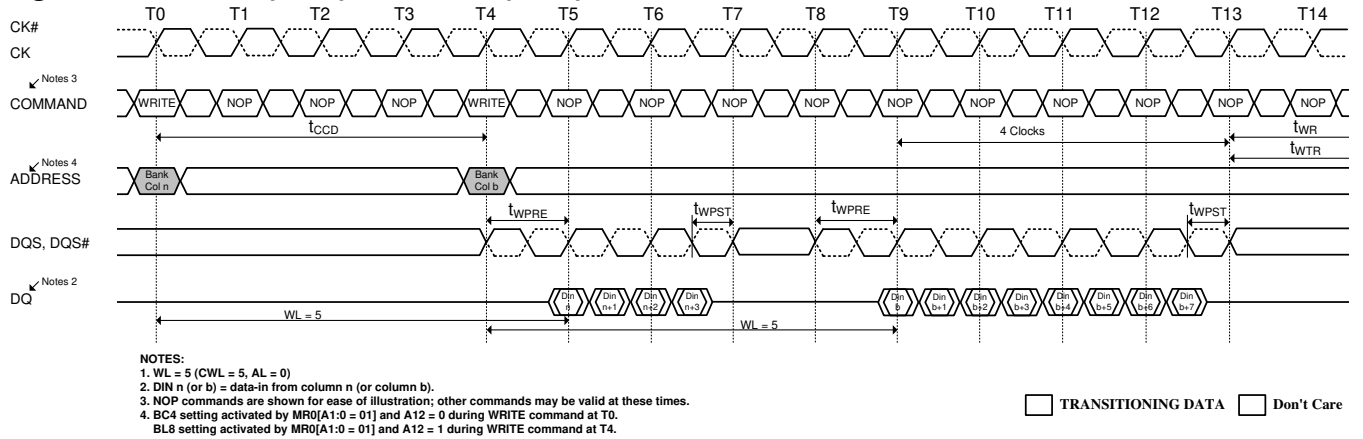 T0 T1 T2 T3 T4 T5 T6 T7 T8 T9 T10 T11 T12 T13 T14
CK#
CK
Notes 3
COMMAND
WRITE NOP NOP NOP WRITE NOP NOP NOP NOP NOP NOP NOP NOP NOP NOP
tCCD
4 Clocks
tWR
tWTR
Notes 4
ADDRESS
Bank
Col n
Bank
Col b
tWPRE tWPST tWPRE tWPST
DQS, DQS#
Notes 2
DQ
Din
n
Din
n+1
Din
n+2
Din
n+3
Din
b
Din
b+1
Din
b+2
Din
b+3
Din
b+4
Din
b+5
Din
b+6
Din
b+7
WL = 5
WL = 5
NOTES:
1. WL = 5 (CWL = 5, AL = 0)
2. DIN n (or b) = data-in from column n (or column b).
3. NOP commands are shown for ease of illustration; other commands may be valid at these times.
4. BC4 setting activated by MR0[A1:0 = 01] and A12 = 0 during WRITE command at T0.
BL8 setting activated by MR0[A1:0 = 01] and A12 = 1 during WRITE command at T4.
TRANSITIONING DATA Don't Care